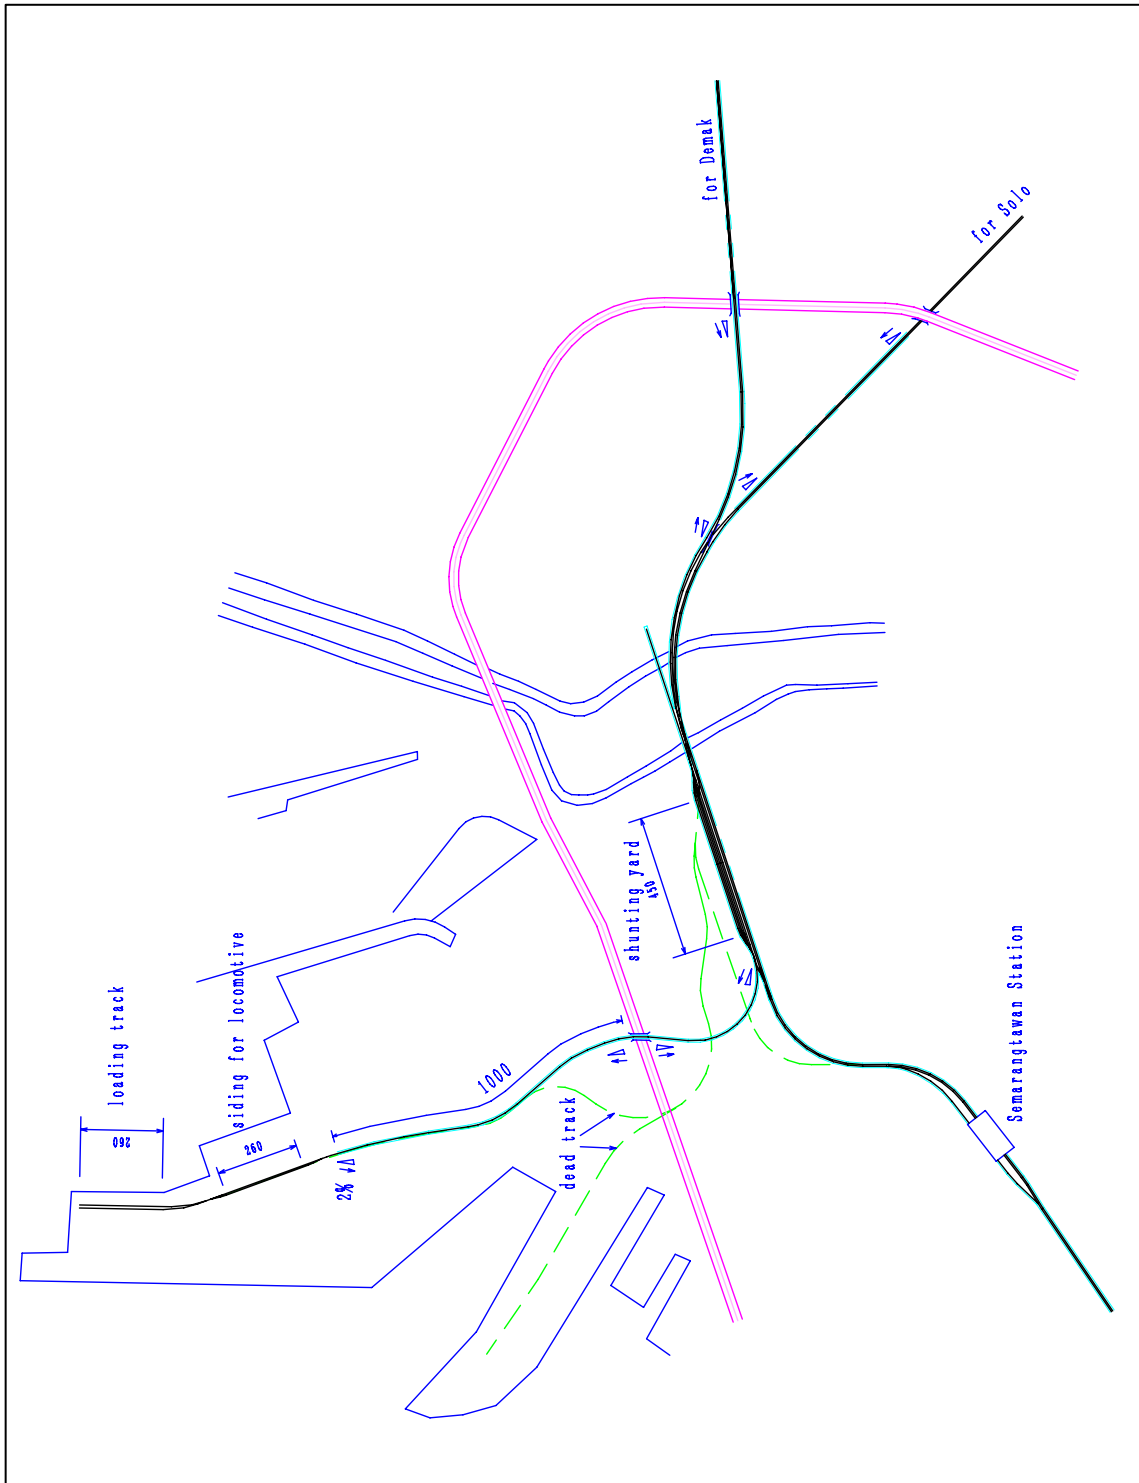 for Demak
for Solo
shunting yard
450
Semarangtawan Station
siding for locomotive
loading track
260
260
1000
dead track
2%